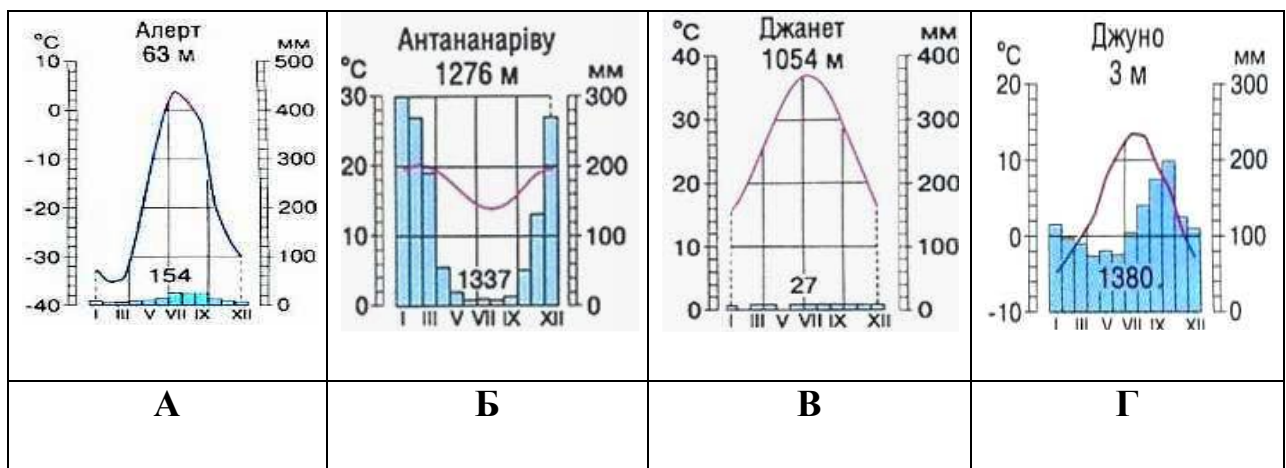 Алерт
63 м
°C
мм
10
0
-10
-20
-30
-40
500
400
300
200
100
0
154
I III V VII IX XII
Антананаріву
1276 м
°C
мм
30
20
10
0
300
200
100
0
1337
I III V VII IX XII
Джанет
1054 м
°C
мм
40
30
20
10
0
400
300
200
100
0
27
I III V VII IX XII
Джуно
3 м
°C
мм
20
10
0
-10
300
200
100
0
1380
I III V VII IX XII
А Б В Г